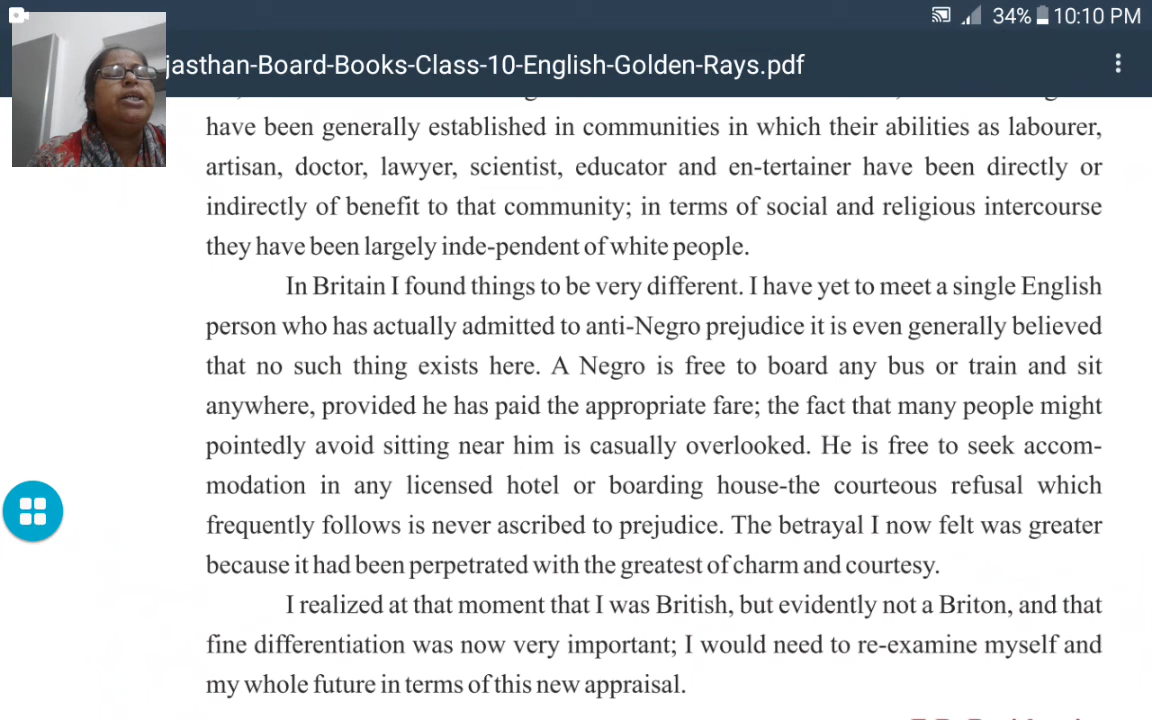 34% 10:10 PM
jasthan-Board-Books-Class-10-English-Golden-Rays.pdf
have been generally established in communities in which their abilities as labourer,
artisan, doctor, lawyer, scientist, educator and en-tertainer have been directly or
indirectly of benefit to that community; in terms of social and religious intercourse
they have been largely inde-pendent of white people.
In Britain I found things to be very different. I have yet to meet a single English
person who has actually admitted to anti-Negro prejudice it is even generally believed
that no such thing exists here. A Negro is free to board any bus or train and sit
anywhere, provided he has paid the appropriate fare; the fact that many people might
pointedly avoid sitting near him is casually overlooked. He is free to seek accom-
modation in any licensed hotel or boarding house-the courteous refusal which
frequently follows is never ascribed to prejudice. The betrayal I now felt was greater
because it had been perpetrated with the greatest of charm and courtesy.
I realized at that moment that I was British, but evidently not a Briton, and that
fine differentiation was now very important; I would need to re-examine myself and
my whole future in terms of this new appraisal.